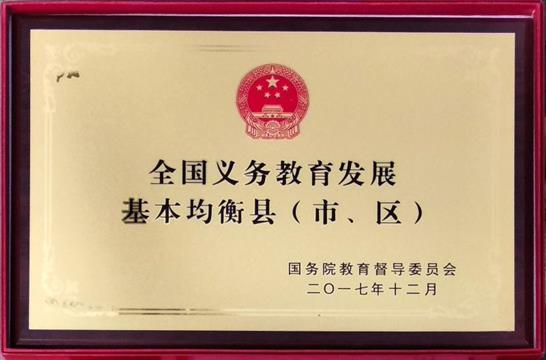 全国义务教育发展
基本均衡县（市、区）
国务院教育督导委员会
二〇一七年十二月